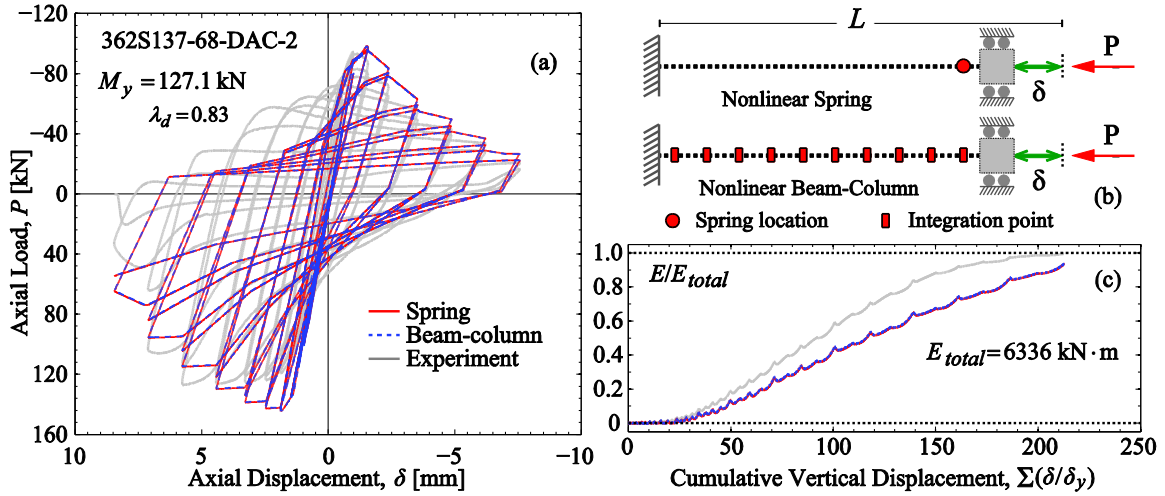 −120
−80
−40
0
40
80
120
160
Axial Load, P [kN]
362S137-68-DAC-2
(a)
M_y = 127.1 kN
λ_d = 0.83
Spring
Beam-column
Experiment
10 5 0 −5 −10
Axial Displacement, δ [mm]
L
P
δ
Nonlinear Spring
P
δ
Nonlinear Beam-Column
(b)
Spring location Integration point
1.0
0.8
0.6
0.4
0.2
0
E/E_total
(c)
E_total = 6336 kN · m
0 50 100 150 200 250
Cumulative Vertical Displacement, Σ(δ/δ_y)